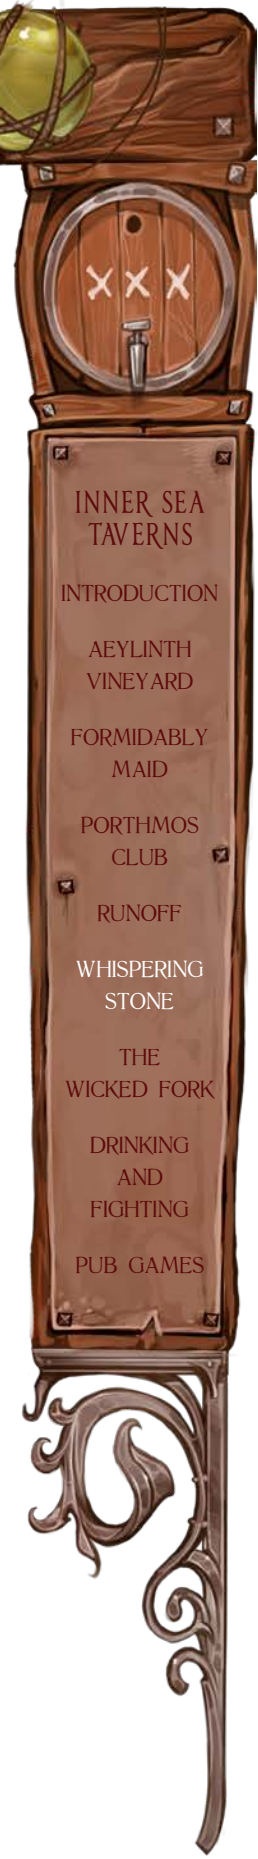 INNER SEA
TAVERNS
INTRODUCTION
AEYLINTH
VINEYARD
FORMIDABLY
MAID
PORTHMOS
CLUB
RUNOFF
WHISPERING
STONE
THE
WICKED FORK
DRINKING
AND
FIGHTING
PUB GAMES
XXX